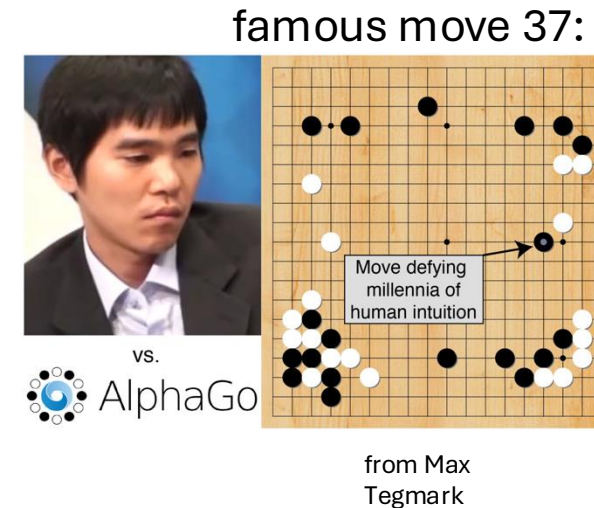 famous move 37:
Move defying
millennia of
human intuition
vs.
AlphaGo
from Max
Tegmark